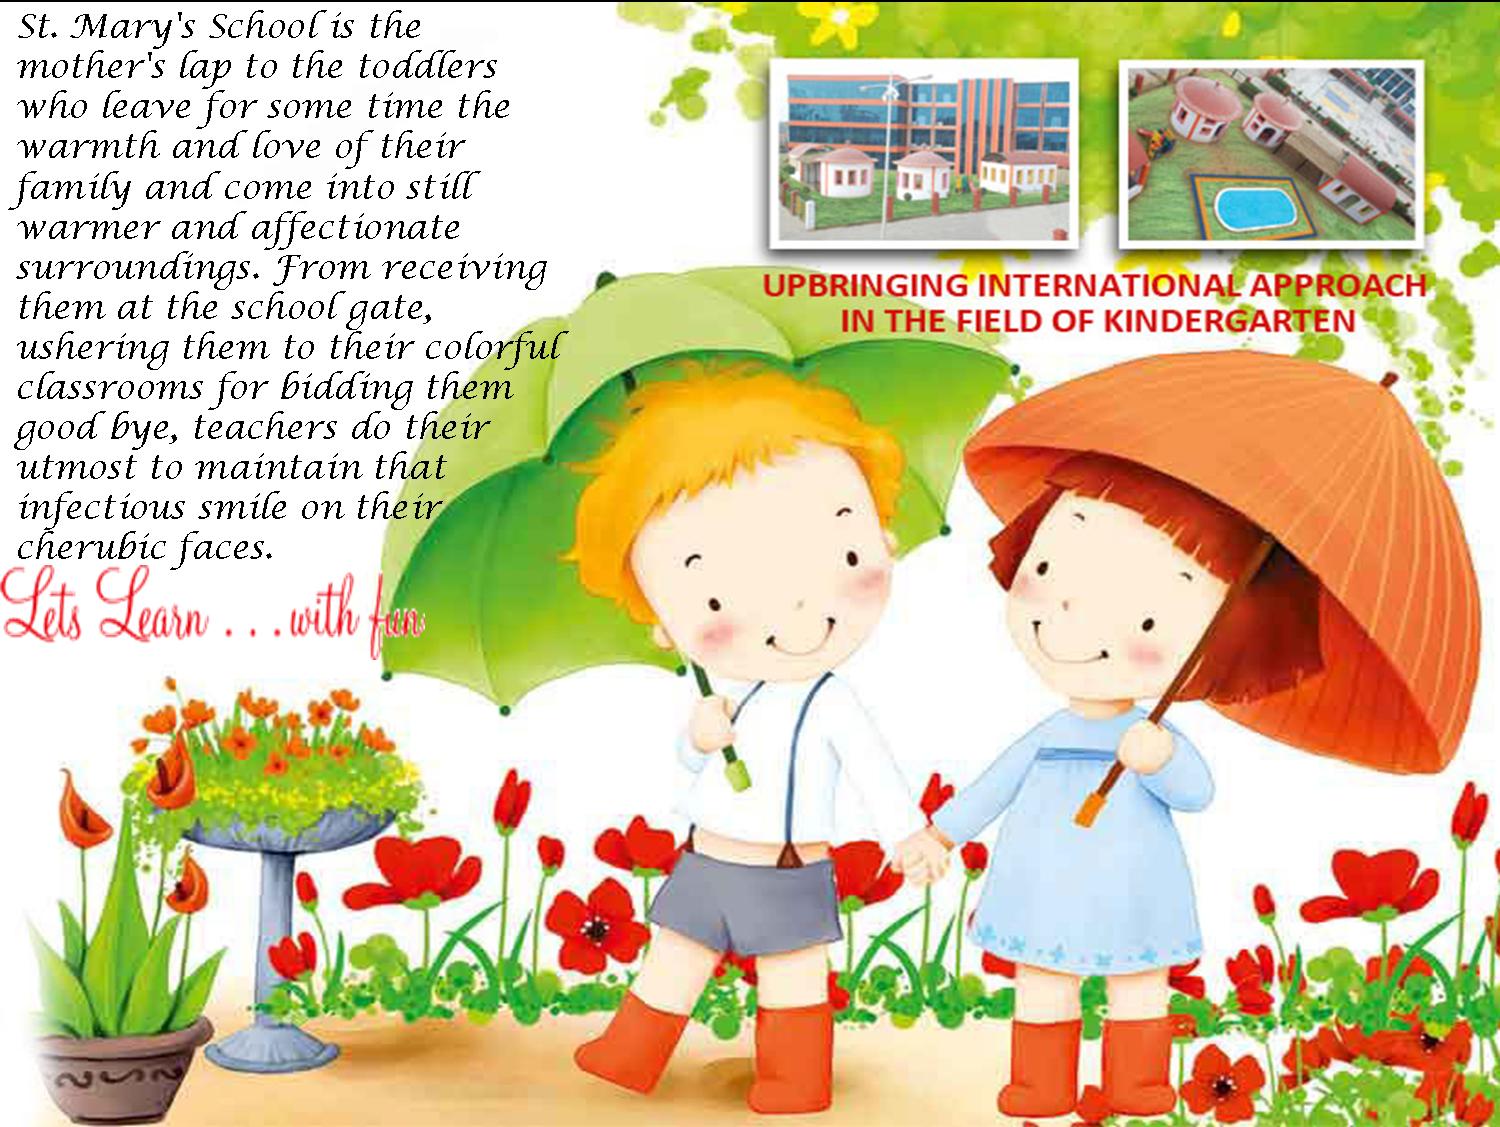 St. Mary's School is the
mother's lap to the toddlers
who leave for some time the
warmth and love of their
family and come into still
warmer and affectionate
surroundings. From receiving
them at the school gate,
ushering them to their colorful
classrooms for bidding them
good bye, teachers do their
utmost to maintain that
infectious smile on their
cherubic faces.
Lets Learn ...with fun
UPBRINGING INTERNATIONAL APPROACH
IN THE FIELD OF KINDERGARTEN